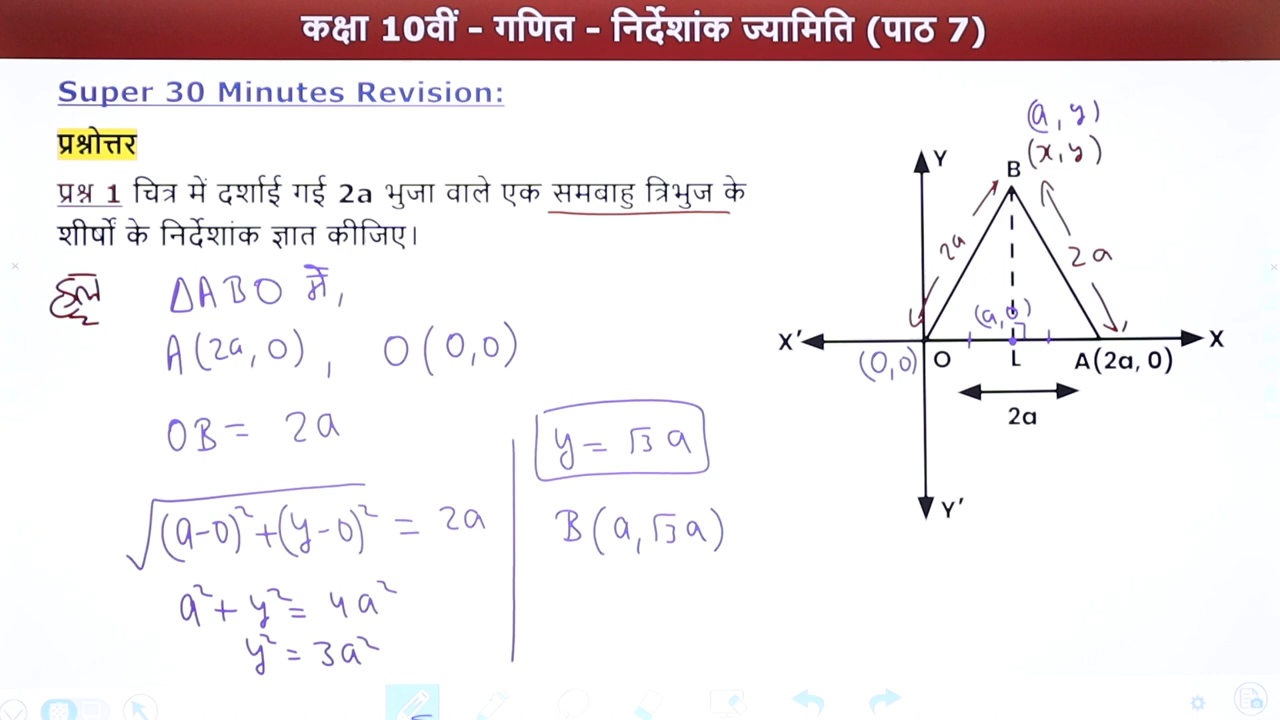 कक्षा 10वीं - गणित - निर्देशांक ज्यामिति (पाठ 7)
Super 30 Minutes Revision:
प्रश्नोत्तर
प्रश्न 1 चित्र में दर्शाई गई 2a भुजा वाले एक समबाहु त्रिभुज के
शीर्षों के निर्देशांक ज्ञात कीजिए।
हल
ΔABO में,
A(2a, 0), O(0,0)
OB = 2a
√(a-0)²+(y-0)² = 2a
a² + y² = 4a²
y² = 3a²
y = √3 a
B(a, √3 a)
(a, y)
(x, y)
Y
B
2a
2a
(a, 0)
X′
X
(0,0)
O
L
A(2a, 0)
2a
Y′